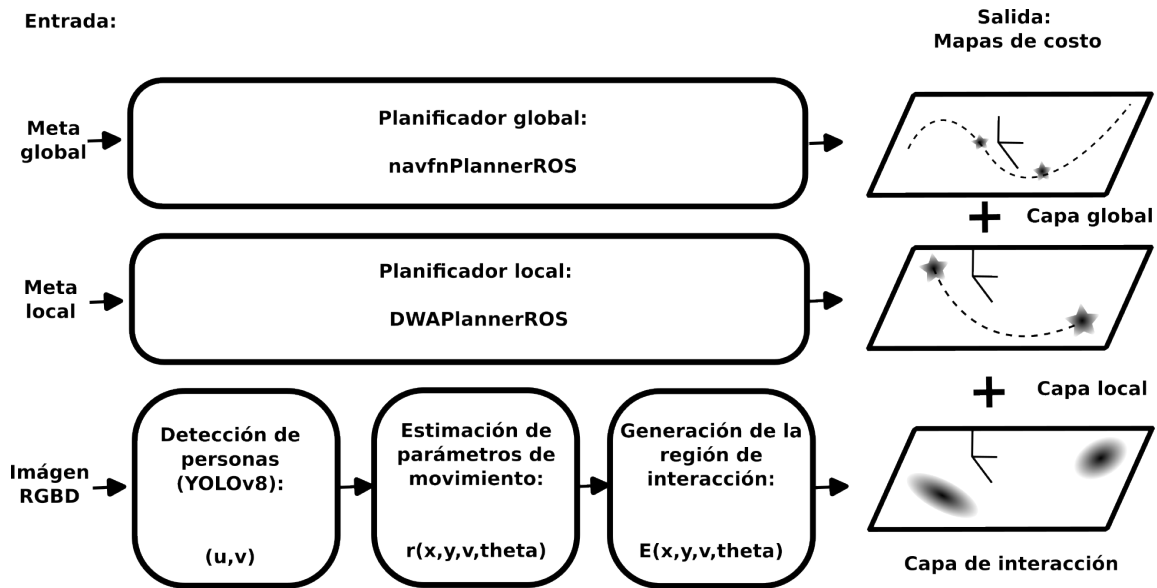 Entrada:
Salida:
Mapas de costo
Meta
global
Planificador global:
navfnPlannerROS
Capa global
Meta
local
Planificador local:
DWAPlannerROS
Capa local
Imágen
RGBD
Detección de
personas
(YOLOv8):
(u,v)
Estimación de
parámetros de
movimiento:
r(x,y,v,theta)
Generación de la
región de
interacción:
E(x,y,v,theta)
Capa de interacción